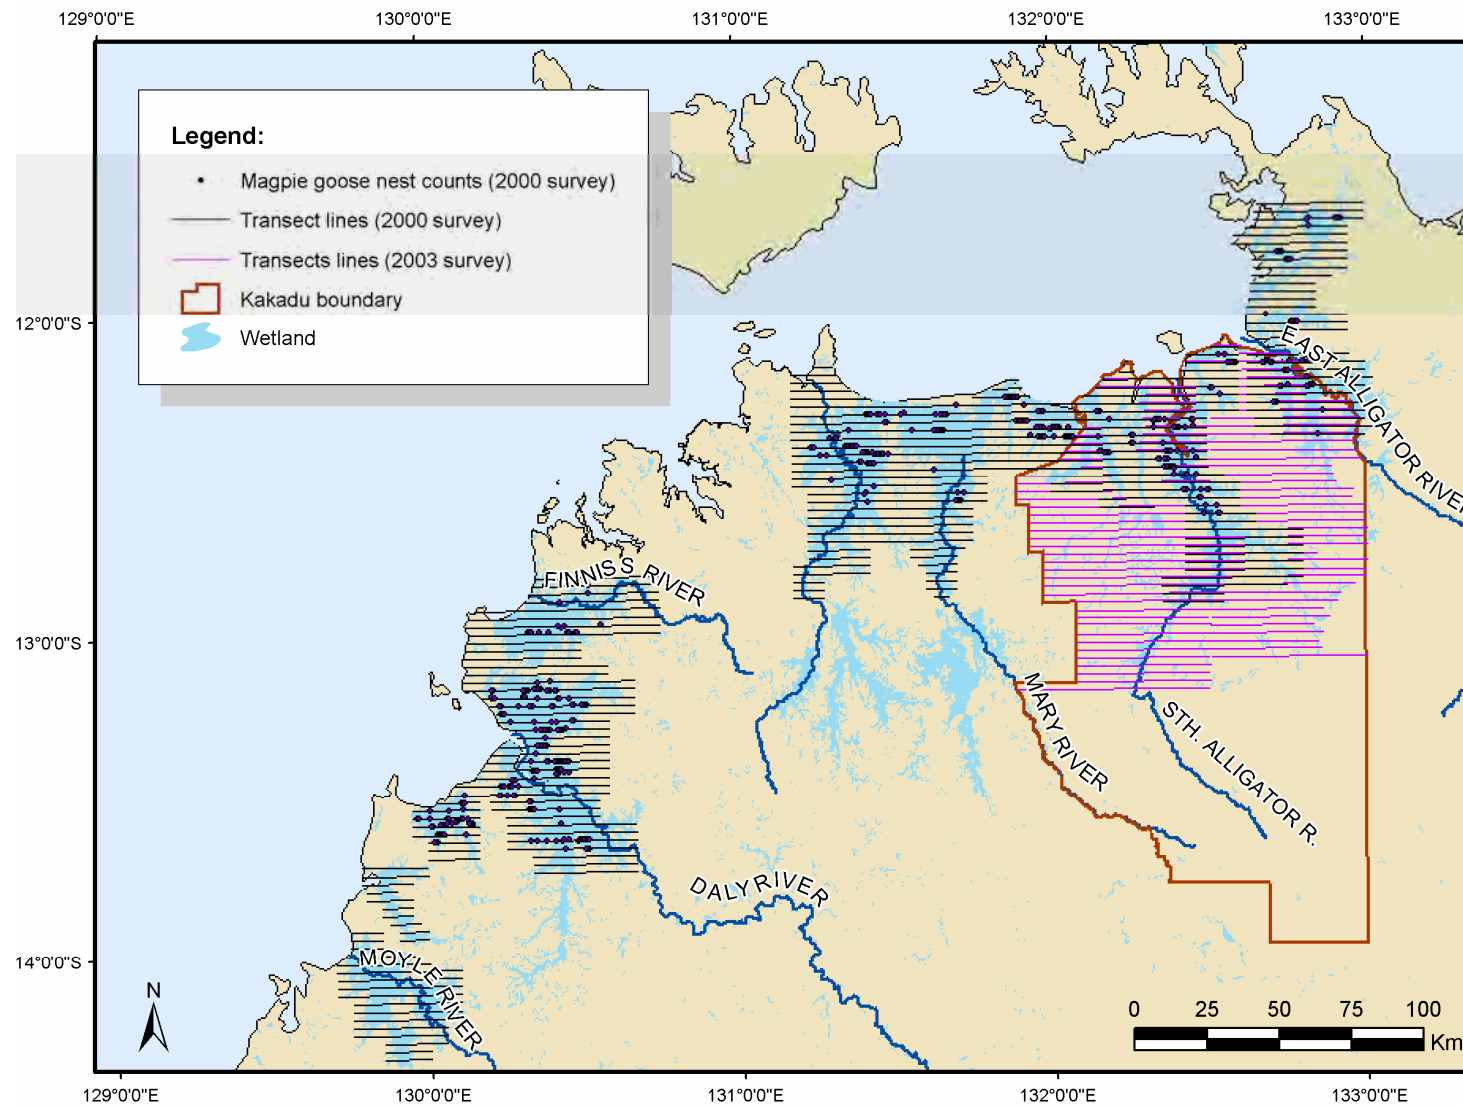 129°0'0"E 130°0'0"E 131°0'0"E 132°0'0"E 133°0'0"E
Legend:
Magpie goose nest counts (2000 survey)
Transect lines (2000 survey)
Transects lines (2003 survey)
Kakadu boundary
Wetland
12°0'0"S
EAST ALLIGATOR RIVER
FINNISS RIVER
13°0'0"S
MARY RIVER
STH. ALLIGATOR R.
DALY RIVER
14°0'0"S
MOYLE RIVER
N
0 25 50 75 100
Km
129°0'0"E 130°0'0"E 131°0'0"E 132°0'0"E 133°0'0"E